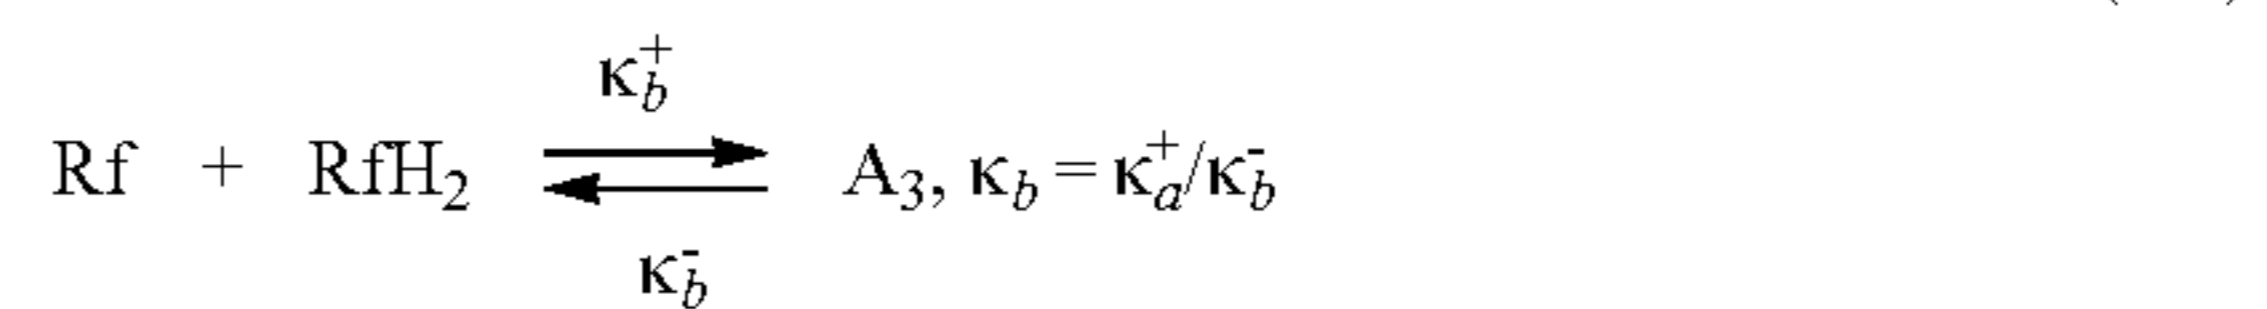 κ_b^+
Rf + RfH₂ ⇌ A₃, κ_b = κ_a^+/κ_b^-
κ_b^-